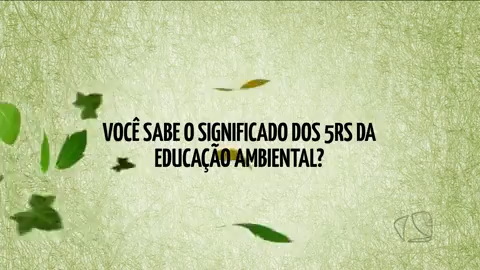 VOCÊ SABE O SIGNIFICADO DOS 5RS DA
EDUCAÇÃO AMBIENTAL?